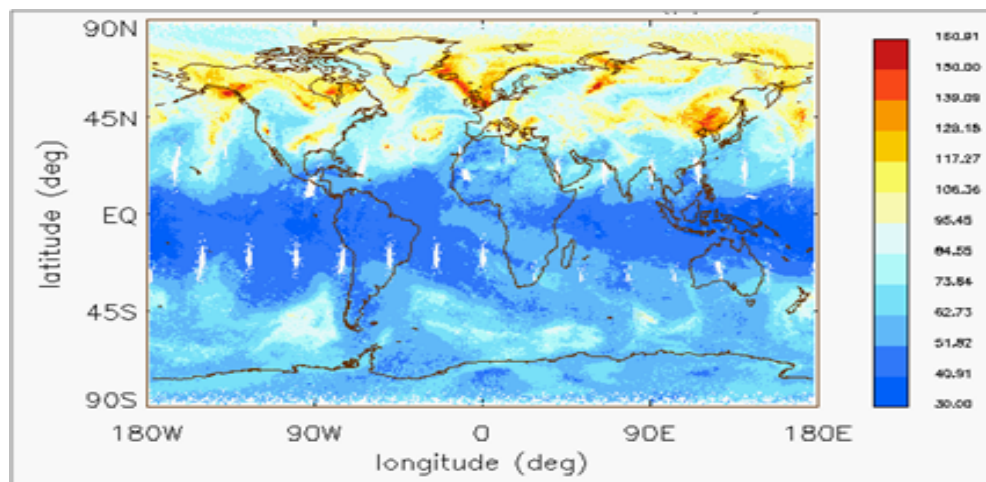 90N
45N
EQ
45S
90S
latitude (deg)
180W
90W
0
90E
180E
longitude (deg)
160.91
150.00
139.09
128.18
117.27
106.36
95.45
84.55
73.64
62.73
51.82
40.91
30.00